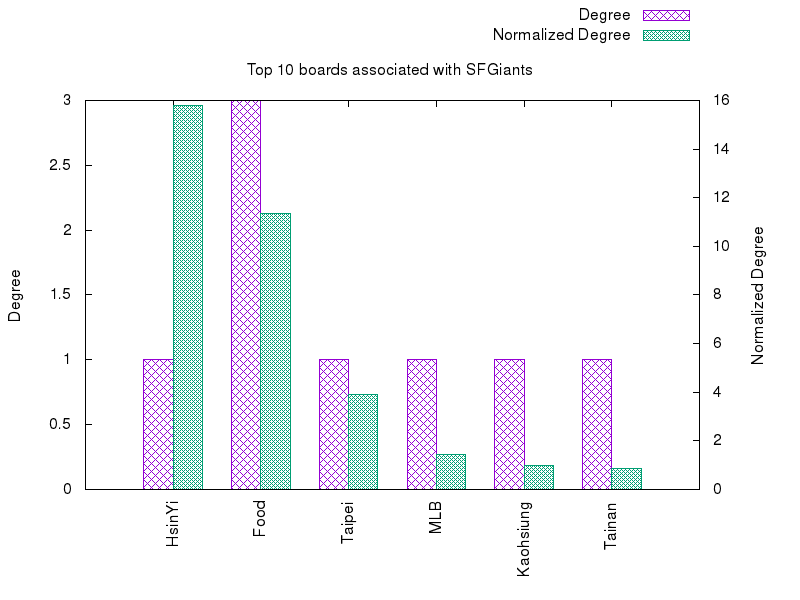 Degree
Normalized Degree
Top 10 boards associated with SFGiants
3
2.5
2
1.5
1
0.5
0
Degree
16
14
12
10
8
6
4
2
0
Normalized Degree
HsinYi
Food
Taipei
MLB
Kaohsiung
Tainan